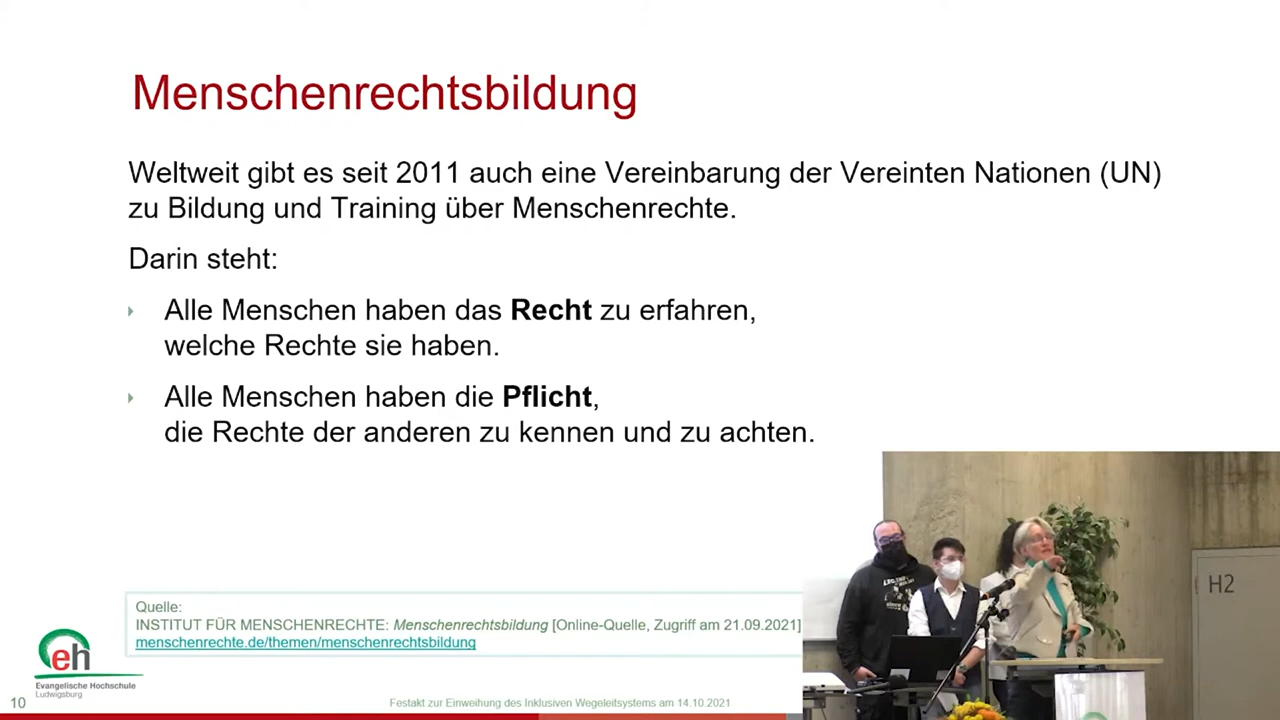 Menschenrechtsbildung
Weltweit gibt es seit 2011 auch eine Vereinbarung der Vereinten Nationen (UN)
zu Bildung und Training über Menschenrechte.
Darin steht:
Alle Menschen haben das Recht zu erfahren,
welche Rechte sie haben.
Alle Menschen haben die Pflicht,
die Rechte der anderen zu kennen und zu achten.
Quelle:
INSTITUT FÜR MENSCHENRECHTE: Menschenrechtsbildung [Online-Quelle, Zugriff am 21.09.2021]
menschenrechte.de/themen/menschenrechtsbildung
H2
eh
Evangelische Hochschule
Ludwigsburg
10
Festakt zur Einweihung des Inklusiven Wegeleitsystems am 14.10.2021